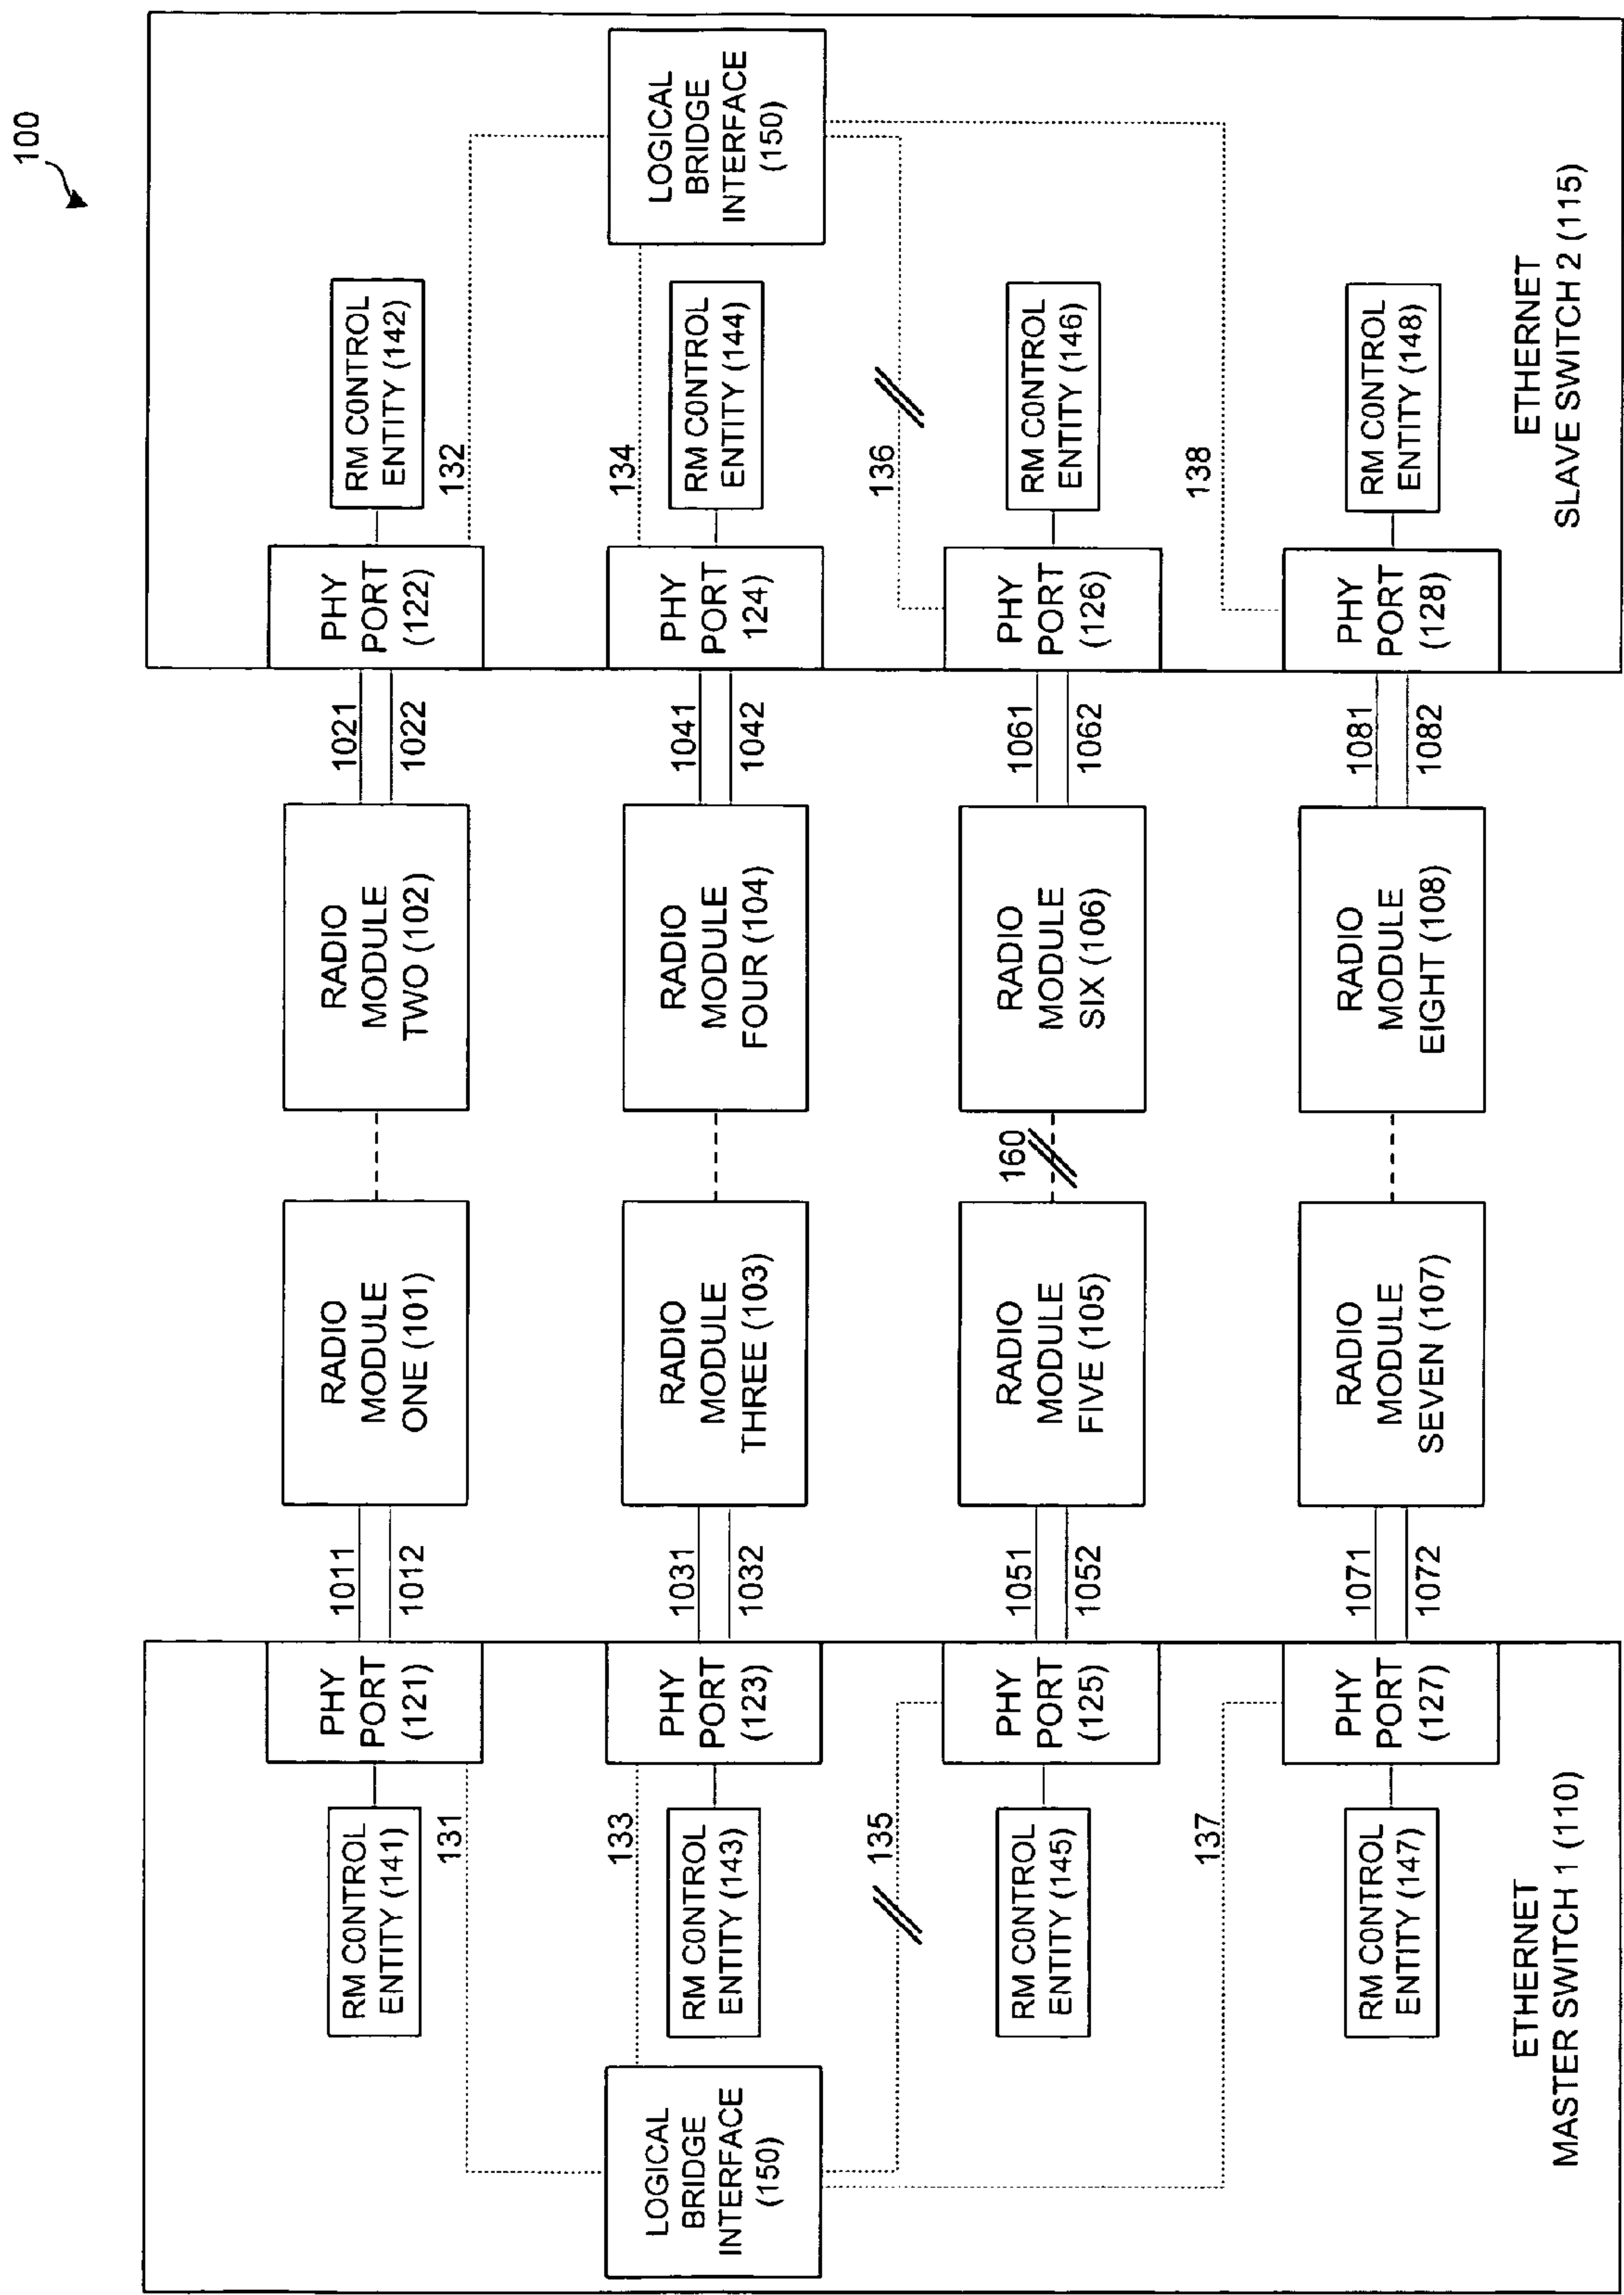 100
LOGICAL
BRIDGE
INTERFACE
(150)
RM CONTROL
ENTITY (141)
131
PHY
PORT
(121)
1011
1012
RADIO
MODULE
ONE (101)
RADIO
MODULE
TWO (102)
1021
1022
PHY
PORT
(122)
132
RM CONTROL
ENTITY (142)
LOGICAL
BRIDGE
INTERFACE
(150)
133
RM CONTROL
ENTITY (143)
PHY
PORT
(123)
1031
1032
RADIO
MODULE
THREE (103)
RADIO
MODULE
FOUR (104)
1041
1042
PHY
PORT
124)
134
RM CONTROL
ENTITY (144)
135
RM CONTROL
ENTITY (145)
PHY
PORT
(125)
1051
1052
RADIO
MODULE
FIVE (105)
160
RADIO
MODULE
SIX (106)
1061
1062
PHY
PORT
(126)
136
RM CONTROL
ENTITY (146)
137
RM CONTROL
ENTITY (147)
PHY
PORT
(127)
1071
1072
RADIO
MODULE
SEVEN (107)
RADIO
MODULE
EIGHT (108)
1081
1082
PHY
PORT
(128)
138
RM CONTROL
ENTITY (148)
ETHERNET
MASTER SWITCH 1 (110)
ETHERNET
SLAVE SWITCH 2 (115)